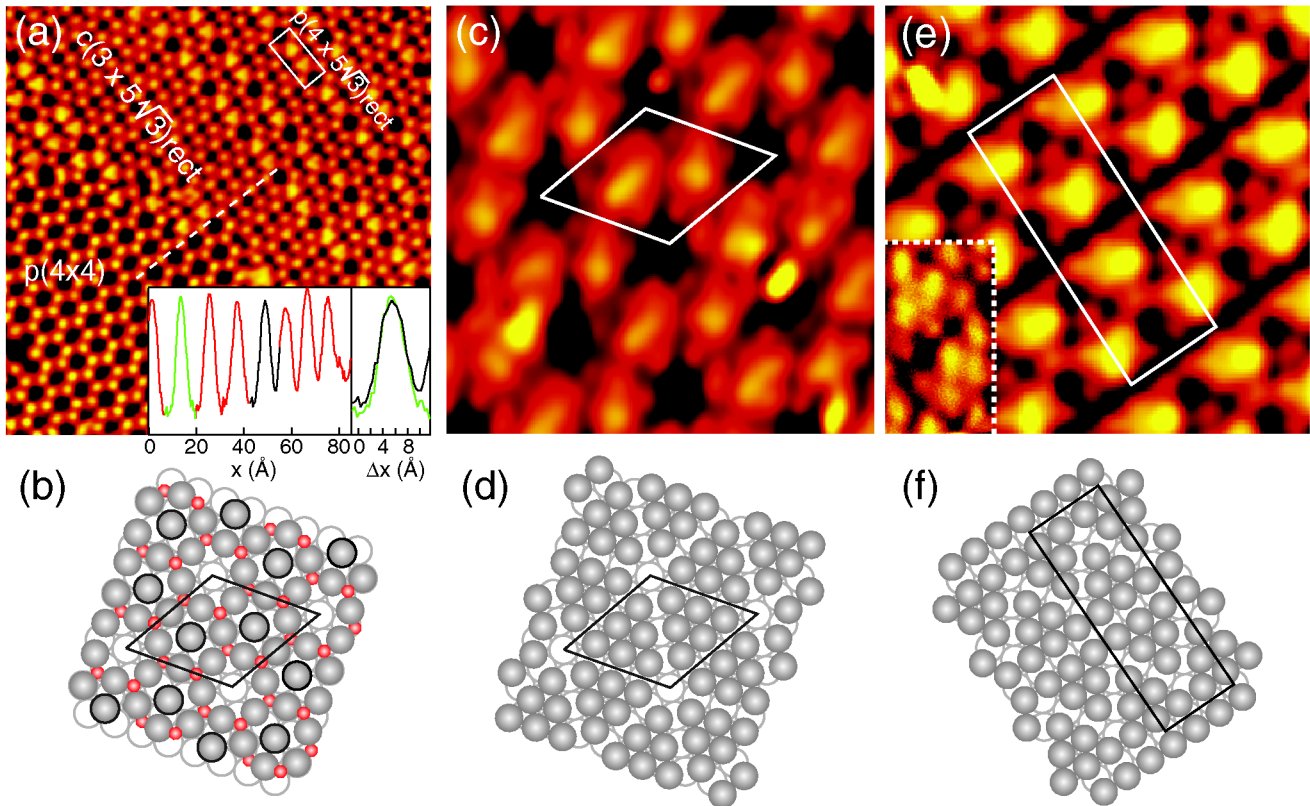 (a)
c(3 x 5√3)rect
p(4 x 5√3)rect
p(4x4)
0 20 40 60 80
x (Å)
0 4 8
Δx (Å)
(c)
(e)
(b)
(d)
(f)